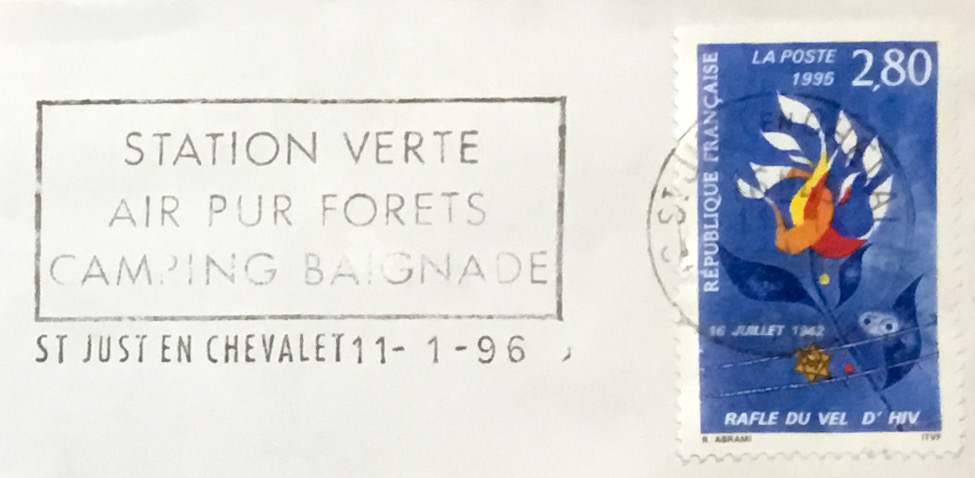 STATION VERTE
AIR PUR FORETS
CAMPING BAIGNADE
ST JUST EN CHEVALET 11-1-96
LA POSTE
1995
2,80
RÉPUBLIQUE FRANÇAISE
16 JUILLET 1942
RAFLE DU VEL D' HIV
R. ABRAMI
ITVF